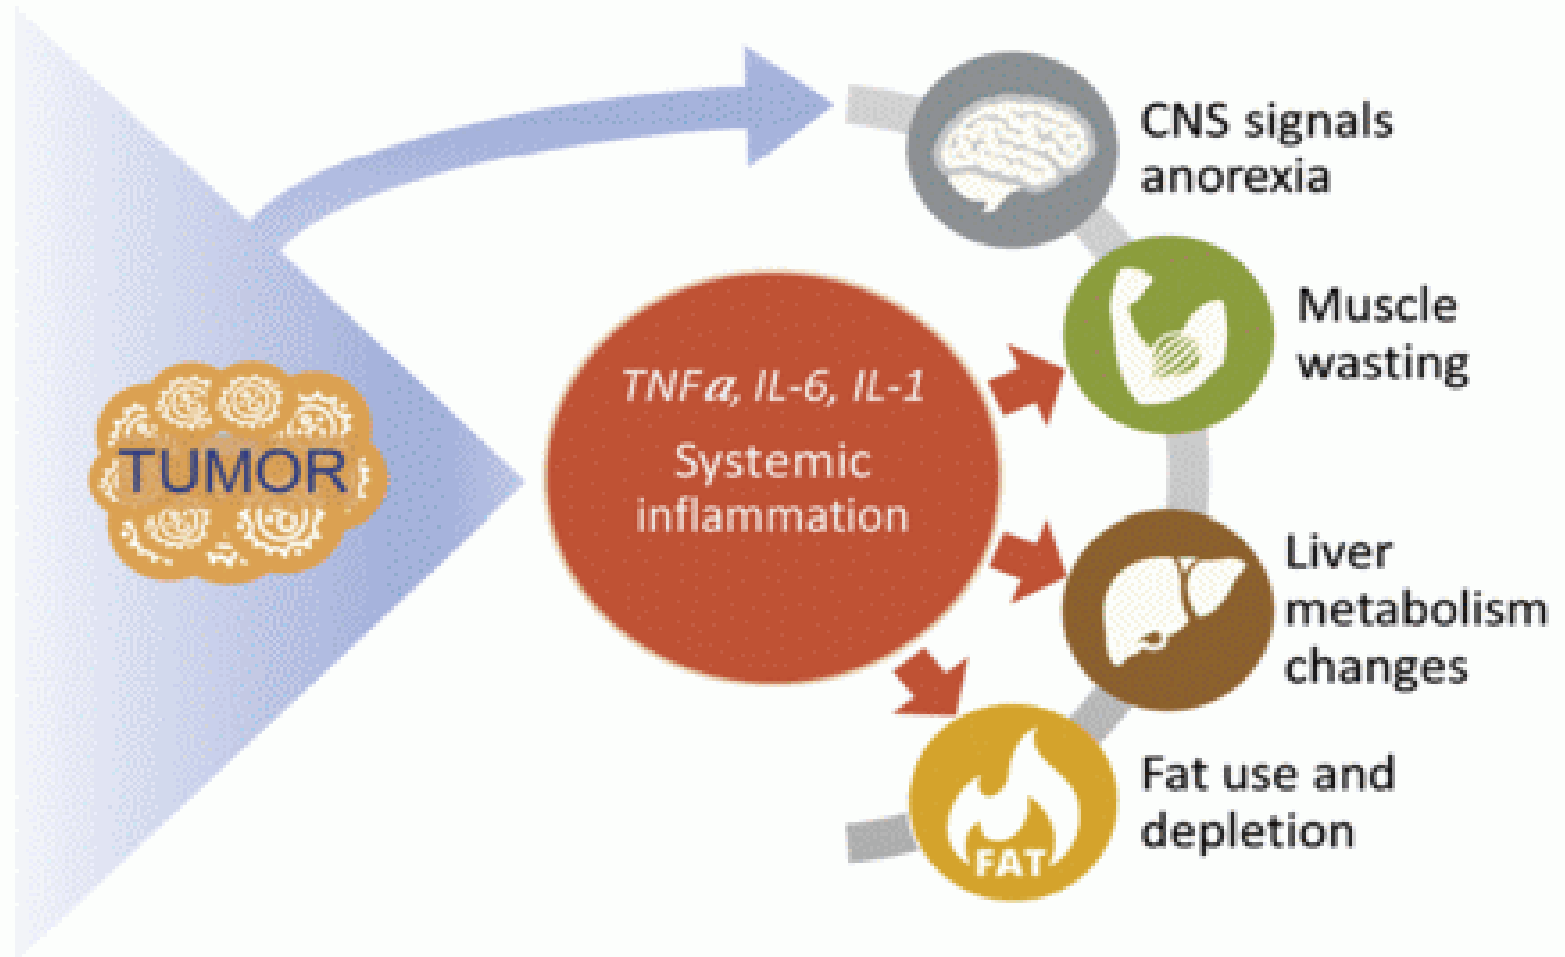 CNS signals
anorexia
Muscle
wasting
TNFα, IL-6, IL-1
Systemic
inflammation
TUMOR
Liver
metabolism
changes
Fat use and
depletion
FAT